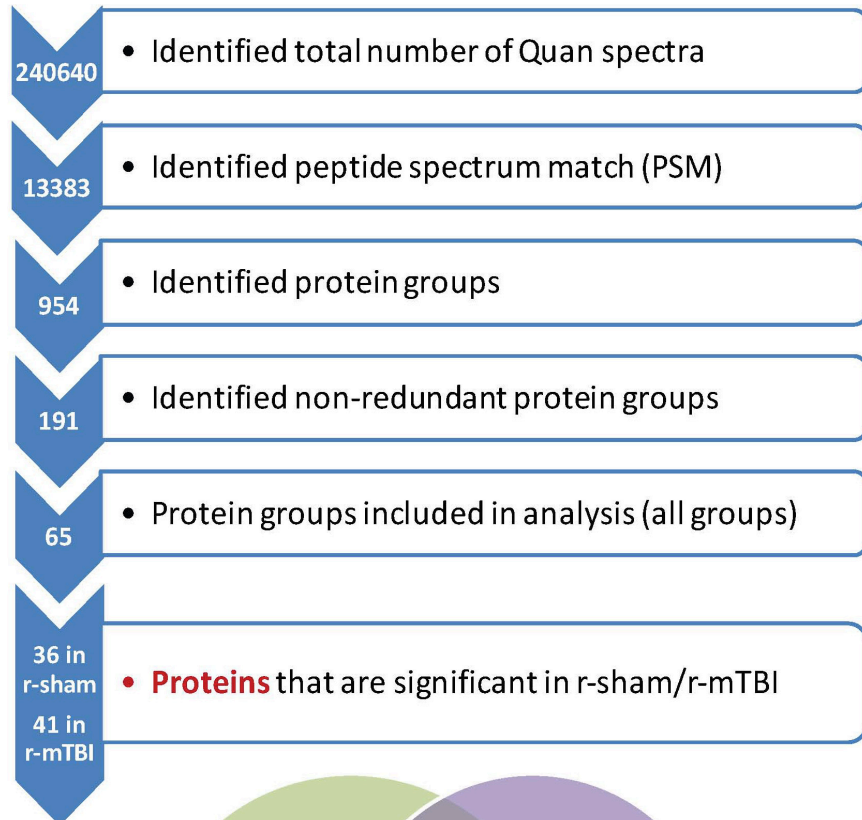 240640
• Identified total number of Quan spectra
13383
• Identified peptide spectrum match (PSM)
954
• Identified protein groups
191
• Identified non-redundant protein groups
65
• Protein groups included in analysis (all groups)
36 in
r-sham
41 in
r-mTBI
• Proteins that are significant in r-sham/r-mTBI